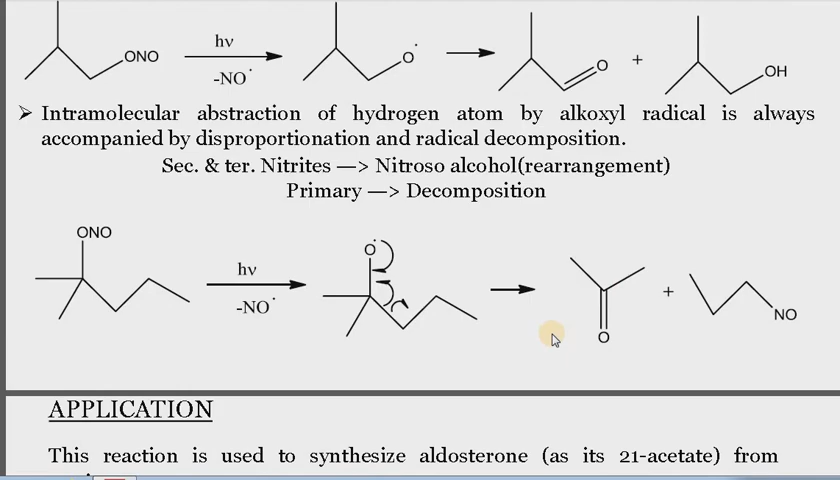 ONO
hν
-NO˙
O˙
O
+
OH
➢ Intramolecular abstraction of hydrogen atom by alkoxyl radical is always
accompanied by disproportionation and radical decomposition.
Sec. & ter. Nitrites —> Nitroso alcohol(rearrangement)
Primary —> Decomposition
ONO
hν
-NO˙
O˙
O
+
NO
APPLICATION
This reaction is used to synthesize aldosterone (as its 21-acetate) from